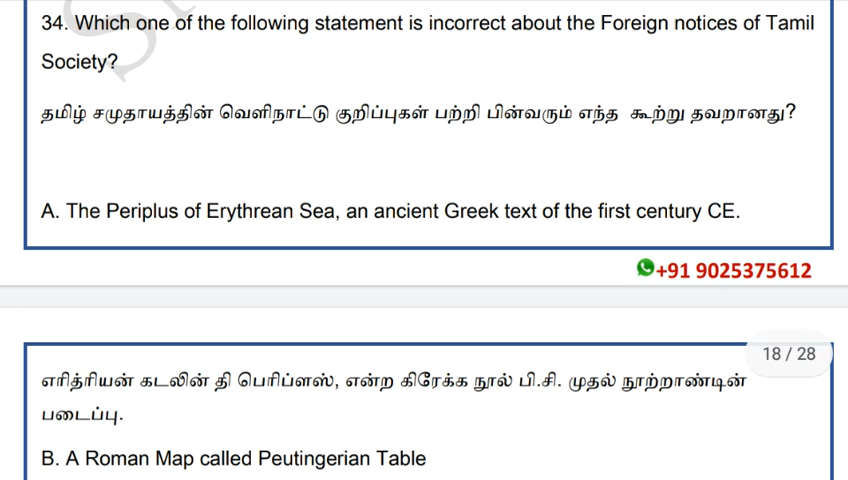 34. Which one of the following statement is incorrect about the Foreign notices of Tamil
Society?
தமிழ் சமுதாயத்தின் வெளிநாட்டு குறிப்புகள் பற்றி பின்வரும் எந்த கூற்று தவறானது?
A. The Periplus of Erythrean Sea, an ancient Greek text of the first century CE.
+91 9025375612
18 / 28
எரித்ரியன் கடலின் தி பெரிப்ளஸ், என்ற கிரேக்க நூல் பி.சி. முதல் நூற்றாண்டின்
படைப்பு.
B. A Roman Map called Peutingerian Table